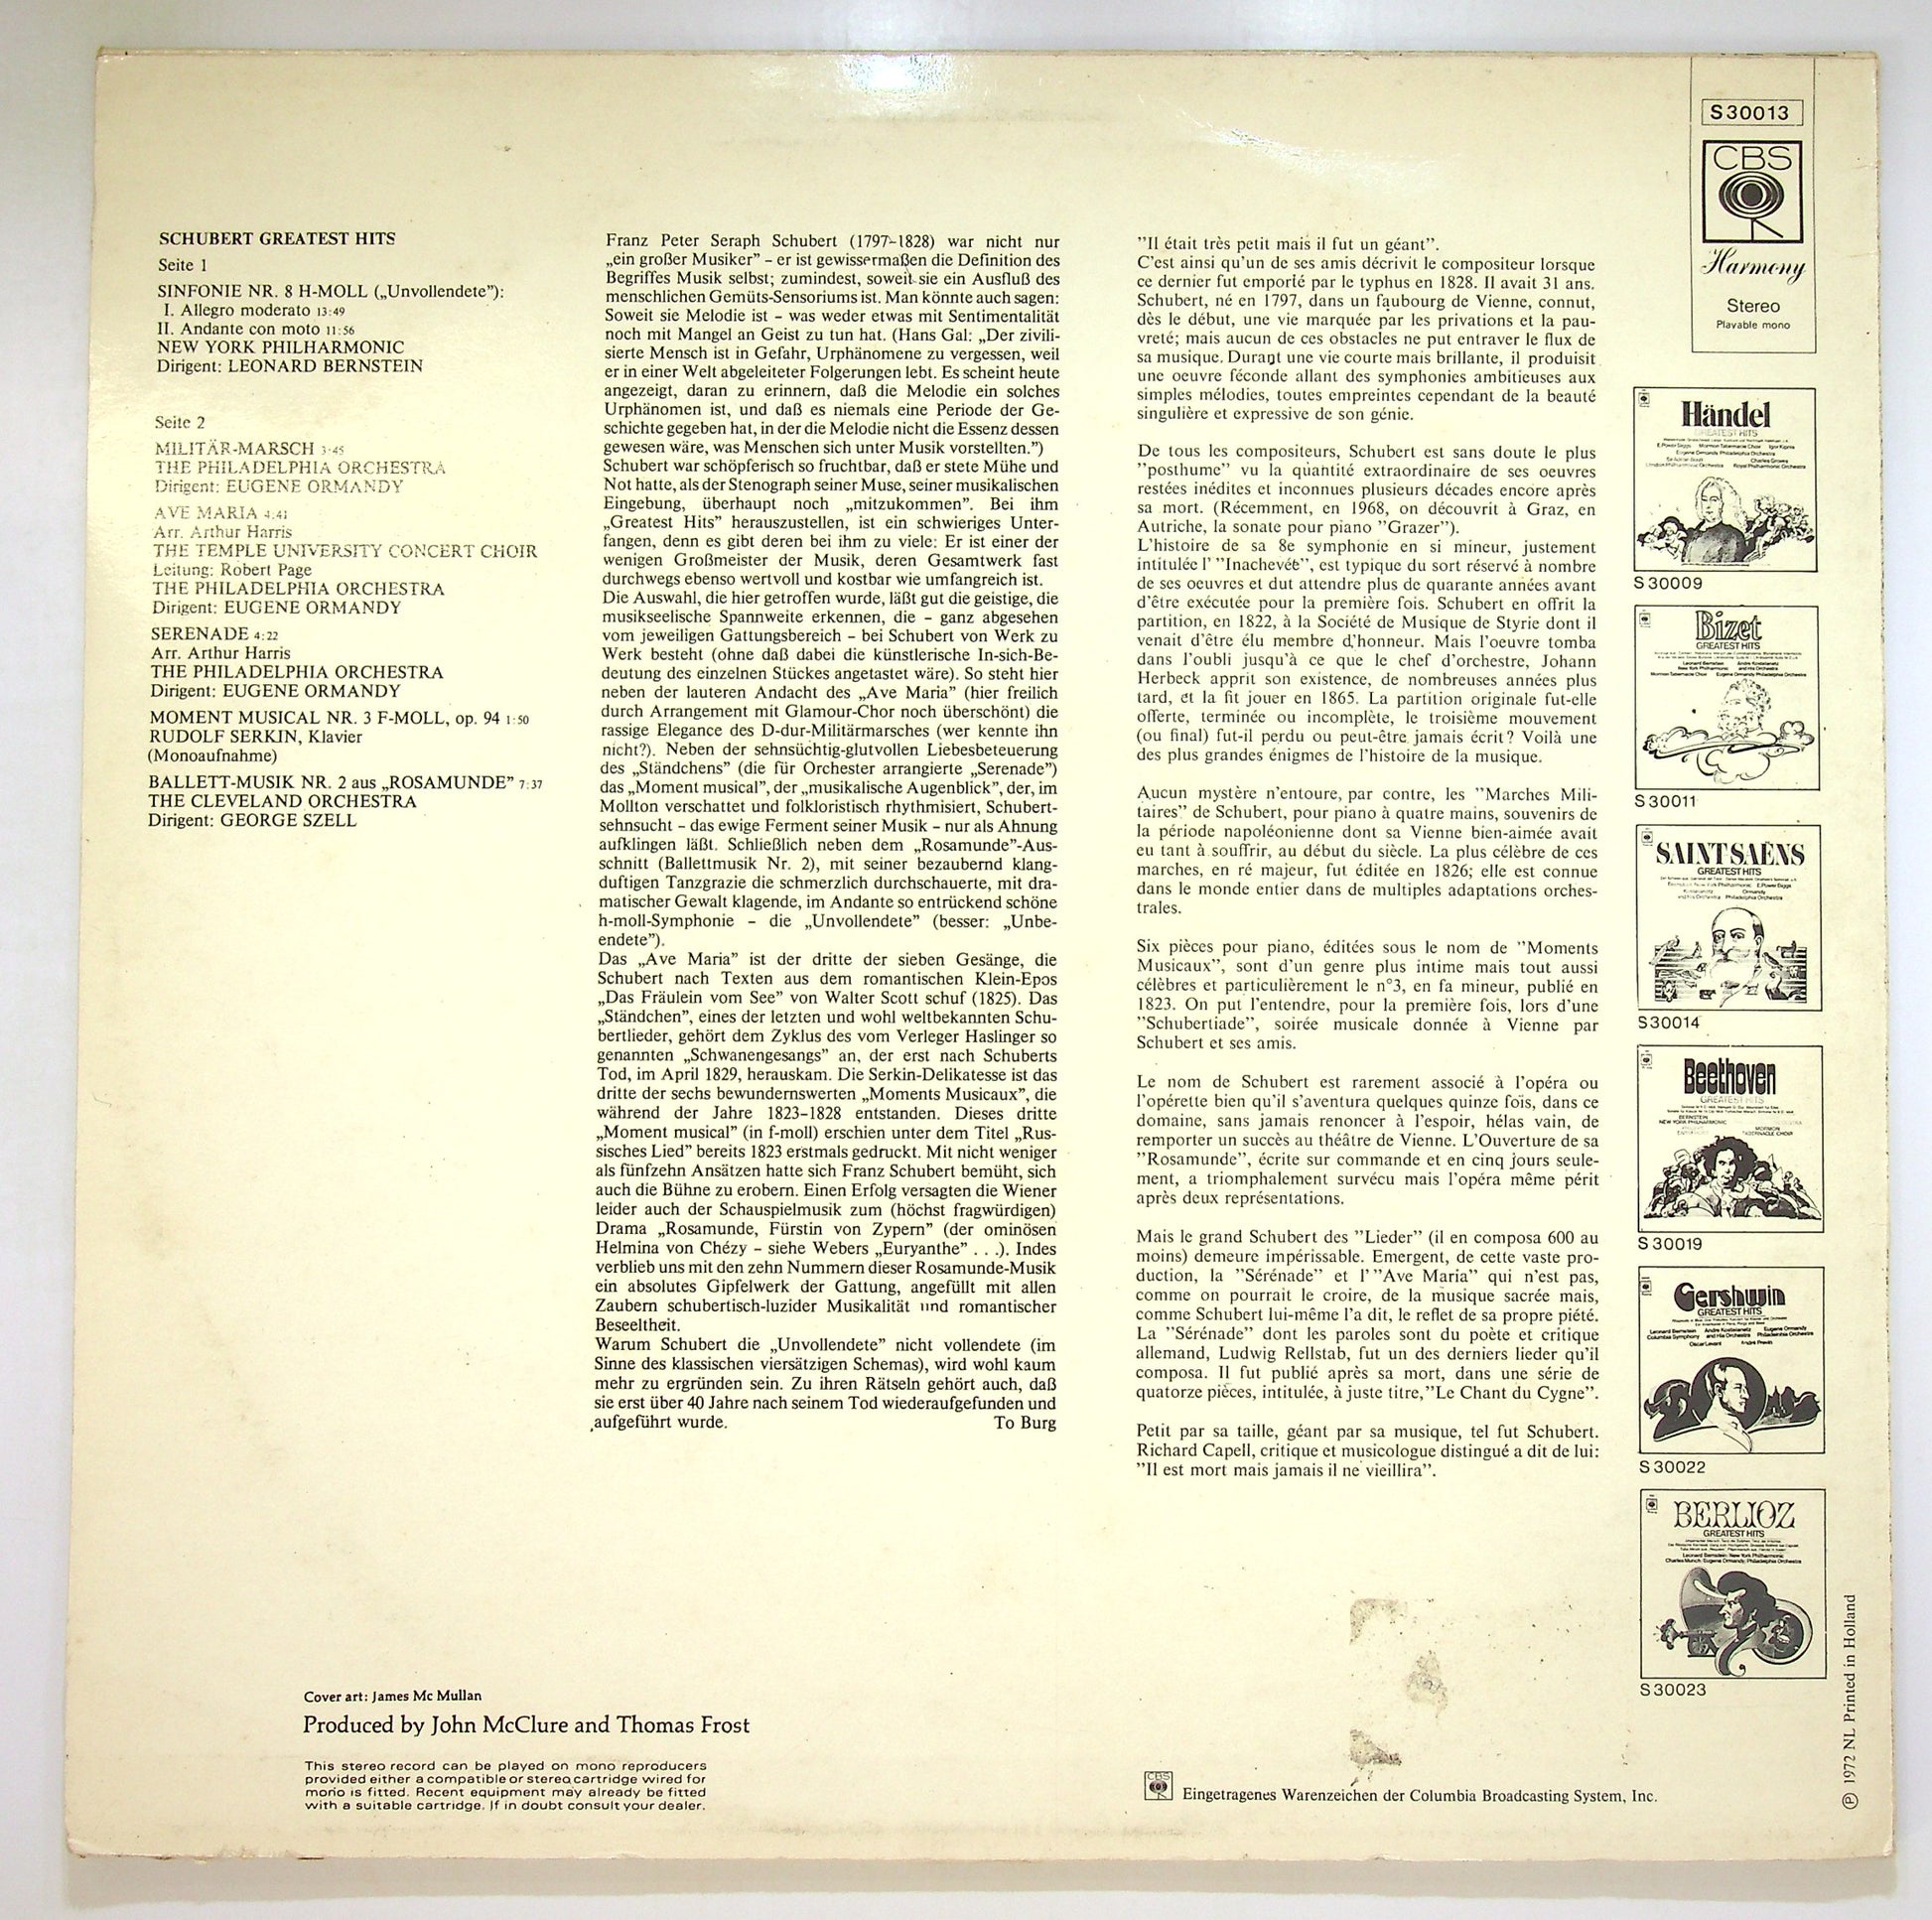 SCHUBERT GREATEST HITS
Seite 1
SINFONIE NR. 8 H-MOLL („Unvollendete”):
I. Allegro moderato 13:49
II. Andante con moto 11:56
NEW YORK PHILHARMONIC
Dirigent: LEONARD BERNSTEIN
Seite 2
MILITÄR-MARSCH 3:45
THE PHILADELPHIA ORCHESTRA
Dirigent: EUGENE ORMANDY
AVE MARIA 4:41
Arr. Arthur Harris
THE TEMPLE UNIVERSITY CONCERT CHOIR
Leitung: Robert Page
THE PHILADELPHIA ORCHESTRA
Dirigent: EUGENE ORMANDY
SERENADE 4:22
Arr. Arthur Harris
THE PHILADELPHIA ORCHESTRA
Dirigent: EUGENE ORMANDY
MOMENT MUSICAL NR. 3 F-MOLL, op. 94 1:50
RUDOLF SERKIN, Klavier
(Monoaufnahme)
BALLETT-MUSIK NR. 2 aus „ROSAMUNDE” 7:37
THE CLEVELAND ORCHESTRA
Dirigent: GEORGE SZELL
Franz Peter Seraph Schubert (1797-1828) war nicht nur
„ein großer Musiker” – er ist gewissermaßen die Definition des
Begriffes Musik selbst; zumindest, soweit sie ein Ausfluß des
menschlichen Gemüts-Sensoriums ist. Man könnte auch sagen:
Soweit sie Melodie ist – was weder etwas mit Sentimentalität
noch mit Mangel an Geist zu tun hat. (Hans Gal: „Der zivili-
sierte Mensch ist in Gefahr, Urphänomene zu vergessen, weil
er in einer Welt abgeleiteter Folgerungen lebt. Es scheint heute
angezeigt, daran zu erinnern, daß die Melodie ein solches
Urphänomen ist, und daß es niemals eine Periode der Ge-
schichte gegeben hat, in der die Melodie nicht die Essenz dessen
gewesen wäre, was Menschen sich unter Musik vorstellten.”)
Schubert war schöpferisch so fruchtbar, daß er stete Mühe und
Not hatte, als der Stenograph seiner Muse, seiner musikalischen
Eingebung, überhaupt noch „mitzukommen”. Bei ihm
„Greatest Hits” herauszustellen, ist ein schwieriges Unter-
fangen, denn es gibt deren bei ihm zu viele: Er ist einer der
wenigen Großmeister der Musik, deren Gesamtwerk fast
durchwegs ebenso wertvoll und kostbar wie umfangreich ist.
Die Auswahl, die hier getroffen wurde, läßt gut die geistige, die
musikseelische Spannweite erkennen, die – ganz abgesehen
vom jeweiligen Gattungsbereich – bei Schubert von Werk zu
Werk besteht (ohne daß dabei die künstlerische In-sich-Be-
deutung des einzelnen Stückes angetastet wäre). So steht hier
neben der lauteren Andacht des „Ave Maria” (hier freilich
durch Arrangement mit Glamour-Chor noch überschönt) die
rassige Elegance des D-dur-Militärmarsches (wer kennte ihn
nicht?). Neben der sehnsüchtig-glutvollen Liebesbeteuerung
des „Ständchens” (die für Orchester arrangierte „Serenade”)
das „Moment musical”, der „musikalische Augenblick”, der, im
Mollton verschattet und folkloristisch rhythmisiert, Schubert-
sehnsucht – das ewige Ferment seiner Musik – nur als Ahnung
aufklingen läßt. Schließlich neben dem „Rosamunde”-Aus-
schnitt (Ballettmusik Nr. 2), mit seiner bezaubernd klang-
duftigen Tanzgrazie die schmerzlich durchschauerte, mit dra-
matischer Gewalt klagende, im Andante so entrückend schöne
h-moll-Symphonie – die „Unvollendete” (besser: „Unbe-
endete”).
Das „Ave Maria” ist der dritte der sieben Gesänge, die
Schubert nach Texten aus dem romantischen Klein-Epos
„Das Fräulein vom See” von Walter Scott schuf (1825). Das
„Ständchen”, eines der letzten und wohl weltbekannten Schu-
bertlieder, gehört dem Zyklus des vom Verleger Haslinger so
genannten „Schwanengesangs” an, der erst nach Schuberts
Tod, im April 1829, herauskam. Die Serkin-Delikatesse ist das
dritte der sechs bewundernswerten „Moments Musicaux”, die
während der Jahre 1823-1828 entstanden. Dieses dritte
„Moment musical” (in f-moll) erschien unter dem Titel „Rus-
sisches Lied” bereits 1823 erstmals gedruckt. Mit nicht weniger
als fünfzehn Ansätzen hatte sich Franz Schubert bemüht, sich
auch die Bühne zu erobern. Einen Erfolg versagten die Wiener
leider auch der Schauspielmusik zum (höchst fragwürdigen)
Drama „Rosamunde, Fürstin von Zypern” (der ominösen
Helmina von Chézy – siehe Webers „Euryanthe” . . .). Indes
verblieb uns mit den zehn Nummern dieser Rosamunde-Musik
ein absolutes Gipfelwerk der Gattung, angefüllt mit allen
Zaubern schubertisch-luzider Musikalität und romantischer
Beseeltheit.
Warum Schubert die „Unvollendete” nicht vollendete (im
Sinne des klassischen viersätzigen Schemas), wird wohl kaum
mehr zu ergründen sein. Zu ihren Rätseln gehört auch, daß
sie erst über 40 Jahre nach seinem Tod wiederaufgefunden und
aufgeführt wurde. To Burg
”Il était très petit mais il fut un géant”.
C'est ainsi qu'un de ses amis décrivit le compositeur lorsque
ce dernier fut emporté par le typhus en 1828. Il avait 31 ans.
Schubert, né en 1797, dans un faubourg de Vienne, connut,
dès le début, une vie marquée par les privations et la pau-
vreté; mais aucun de ces obstacles ne put entraver le flux de
sa musique. Durant une vie courte mais brillante, il produisit
une oeuvre féconde allant des symphonies ambitieuses aux
simples mélodies, toutes empreintes cependant de la beauté
singulière et expressive de son génie.
De tous les compositeurs, Schubert est sans doute le plus
”posthume” vu la quantité extraordinaire de ses oeuvres
restées inédites et inconnues plusieurs décades encore après
sa mort. (Récemment, en 1968, on découvrit à Graz, en
Autriche, la sonate pour piano ”Grazer”).
L'histoire de sa 8e symphonie en si mineur, justement
intitulée l' ”Inachevée”, est typique du sort réservé à nombre
de ses oeuvres et dut attendre plus de quarante années avant
d'être exécutée pour la première fois. Schubert en offrit la
partition, en 1822, à la Société de Musique de Styrie dont il
venait d'être élu membre d'honneur. Mais l'oeuvre tomba
dans l'oubli jusqu'à ce que le chef d'orchestre, Johann
Herbeck apprit son existence, de nombreuses années plus
tard, et la fit jouer en 1865. La partition originale fut-elle
offerte, terminée ou incomplète, le troisième mouvement
(ou final) fut-il perdu ou peut-être jamais écrit? Voilà une
des plus grandes énigmes de l'histoire de la musique.
Aucun mystère n'entoure, par contre, les ”Marches Mili-
taires” de Schubert, pour piano à quatre mains, souvenirs de
la période napoléonienne dont sa Vienne bien-aimée avait
eu tant à souffrir, au début du siècle. La plus célèbre de ces
marches, en ré majeur, fut éditée en 1826; elle est connue
dans le monde entier dans de multiples adaptations orches-
trales.
Six pièces pour piano, éditées sous le nom de ”Moments
Musicaux”, sont d'un genre plus intime mais tout aussi
célèbres et particulièrement le n°3, en fa mineur, publié en
1823. On put l'entendre, pour la première fois, lors d'une
”Schubertiade”, soirée musicale donnée à Vienne par
Schubert et ses amis.
Le nom de Schubert est rarement associé à l'opéra ou
l'opérette bien qu'il s'aventura quelques quinze fois, dans ce
domaine, sans jamais renoncer à l'espoir, hélas vain, de
remporter un succès au théâtre de Vienne. L'Ouverture de sa
”Rosamunde”, écrite sur commande et en cinq jours seule-
ment, a triomphalement survécu mais l'opéra même périt
après deux représentations.
Mais le grand Schubert des ”Lieder” (il en composa 600 au
moins) demeure impérissable. Emergent, de cette vaste pro-
duction, la ”Sérénade” et l' ”Ave Maria” qui n'est pas,
comme on pourrait le croire, de la musique sacrée mais,
comme Schubert lui-même l'a dit, le reflet de sa propre piété.
La ”Sérénade” dont les paroles sont du poète et critique
allemand, Ludwig Rellstab, fut un des derniers lieder qu'il
composa. Il fut publié après sa mort, dans une série de
quatorze pièces, intitulée, à juste titre,”Le Chant du Cygne”.
Petit par sa taille, géant par sa musique, tel fut Schubert.
Richard Capell, critique et musicologue distingué a dit de lui:
”Il est mort mais jamais il ne vieillira”.
S 30013
CBS
Harmony
Stereo
Playable mono
Händel
GREATEST HITS
S 30009
Bizet
GREATEST HITS
S 30011
SAINT SAËNS
GREATEST HITS
S 30014
Beethoven
GREATEST HITS
S 30019
Gershwin
GREATEST HITS
S 30022
BERLIOZ
GREATEST HITS
S 30023
Cover art: James Mc Mullan
Produced by John McClure and Thomas Frost
This stereo record can be played on mono reproducers
provided either a compatible or stereo cartridge wired for
mono is fitted. Recent equipment may already be fitted
with a suitable cartridge. If in doubt consult your dealer.
CBS
Eingetragenes Warenzeichen der Columbia Broadcasting System, Inc.
Ⓟ 1972 NL Printed in Holland